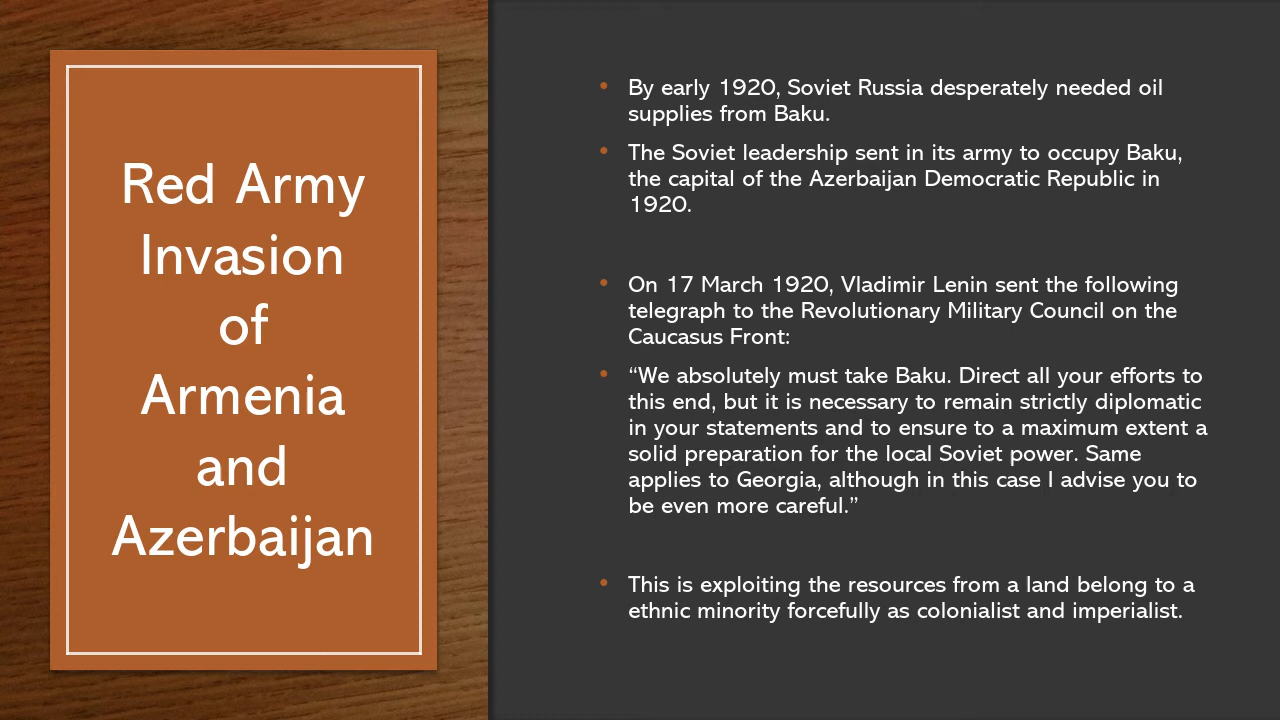 Red Army
Invasion
of
Armenia
and
Azerbaijan
• By early 1920, Soviet Russia desperately needed oil
supplies from Baku.
• The Soviet leadership sent in its army to occupy Baku,
the capital of the Azerbaijan Democratic Republic in
1920.
• On 17 March 1920, Vladimir Lenin sent the following
telegraph to the Revolutionary Military Council on the
Caucasus Front:
• “We absolutely must take Baku. Direct all your efforts to
this end, but it is necessary to remain strictly diplomatic
in your statements and to ensure to a maximum extent a
solid preparation for the local Soviet power. Same
applies to Georgia, although in this case I advise you to
be even more careful.”
• This is exploiting the resources from a land belong to a
ethnic minority forcefully as colonialist and imperialist.